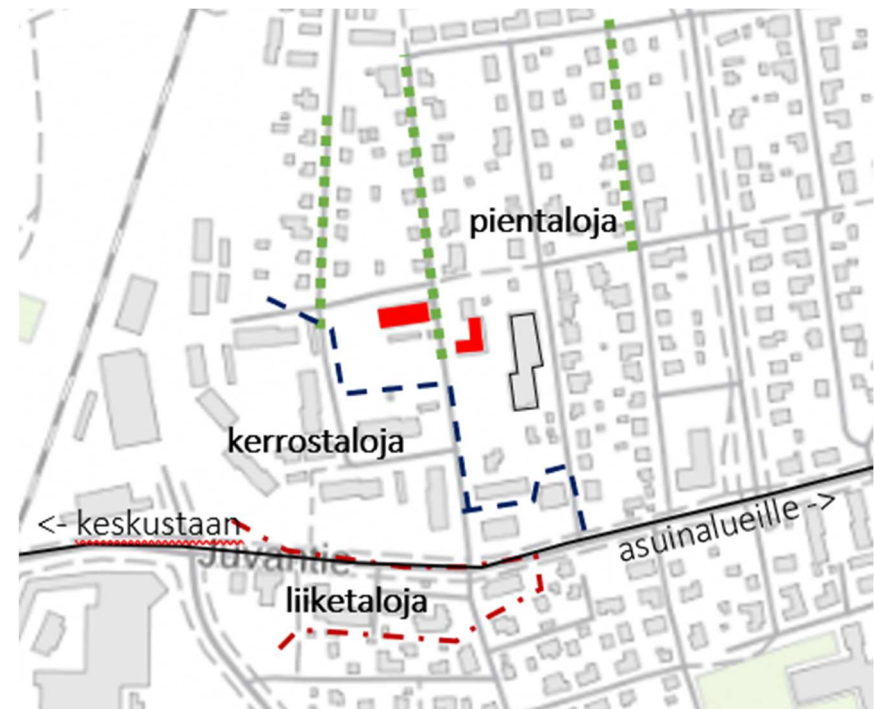 pientaloja
kerrostaloja
<- keskustaan
asuinalueille ->
Juvantie
liiketaloja